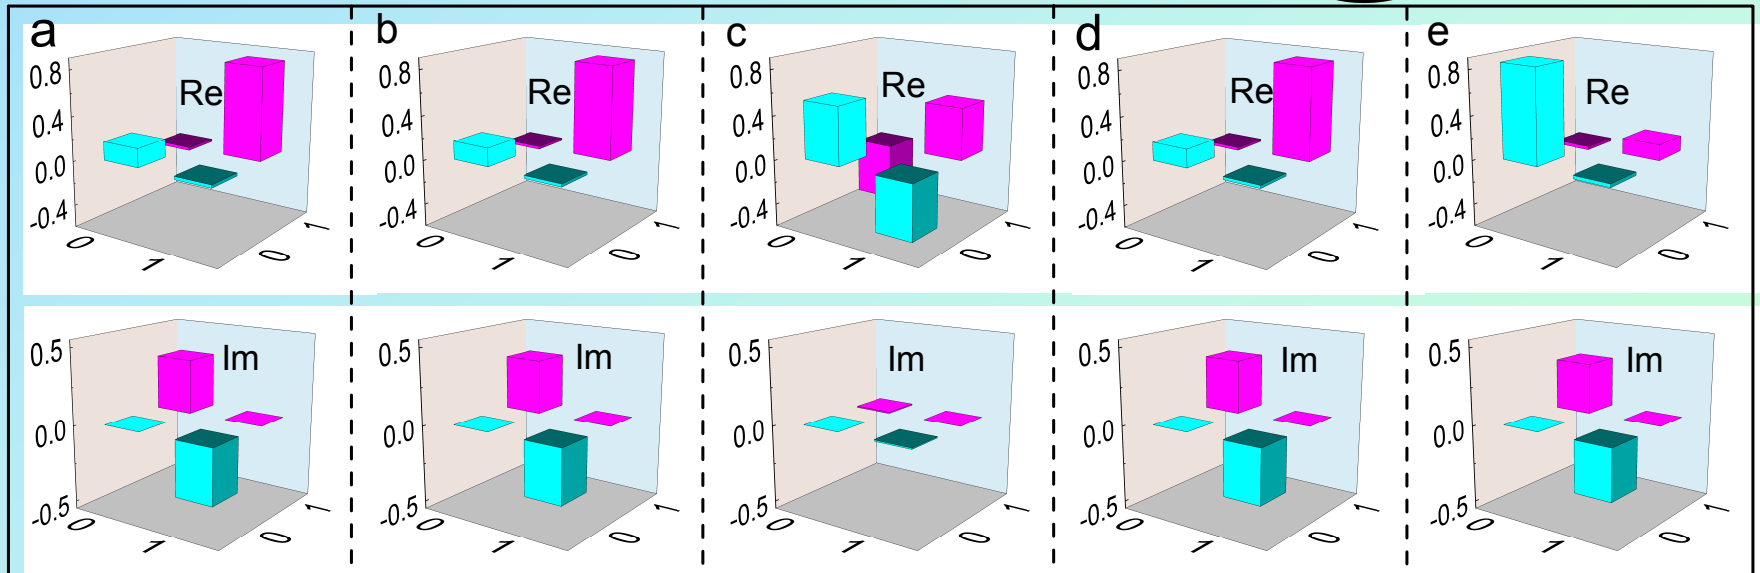 a b c d e
Re Re Re Re Re
0.8 0.8 0.8 0.8 0.8
0.4 0.4 0.4 0.4 0.4
0.0 0.0 0.0 0.0 0.0
-0.4 -0.4 -0.4 -0.4 -0.4
0 1 0 1 0 1 0 1 0 1 0 1 0 1 0 1 0 1 0 1
Im Im Im Im Im
0.5 0.5 0.5 0.5 0.5
0.0 0.0 0.0 0.0 0.0
-0.5 -0.5 -0.5 -0.5 -0.5
0 1 0 1 0 1 0 1 0 1 0 1 0 1 0 1 0 1 0 1